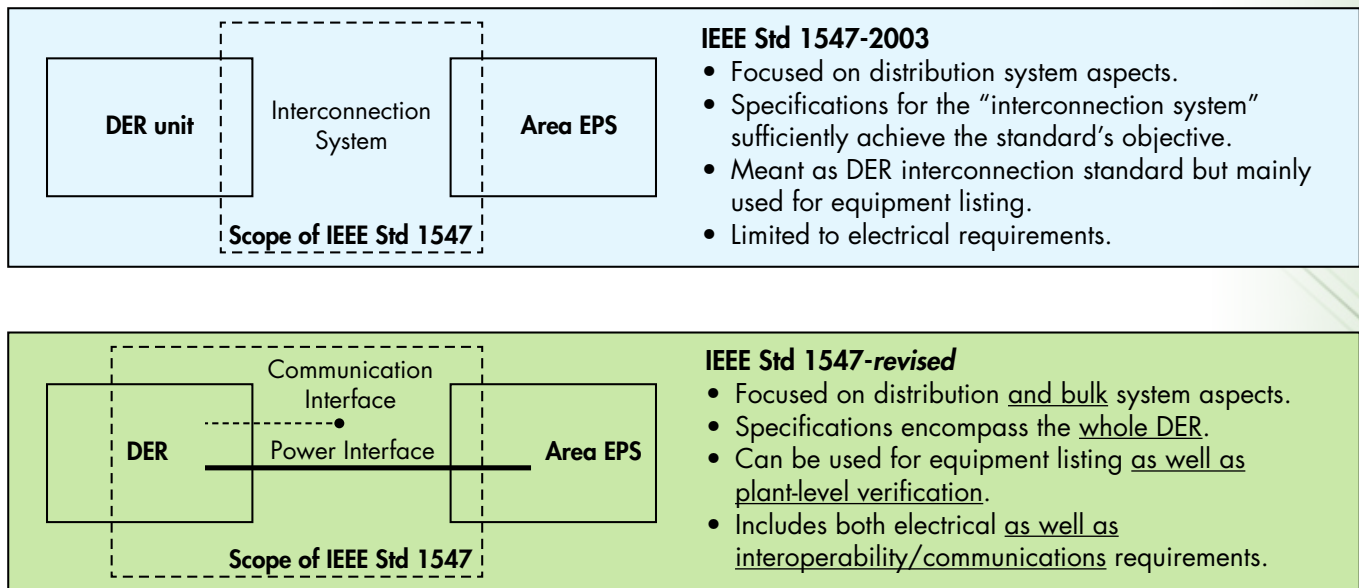 DER unit
Interconnection
System
Area EPS
Scope of IEEE Std 1547
IEEE Std 1547-2003
• Focused on distribution system aspects.
• Specifications for the “interconnection system”
sufficiently achieve the standard’s objective.
• Meant as DER interconnection standard but mainly
used for equipment listing.
• Limited to electrical requirements.
Communication
Interface
DER
Power Interface
Area EPS
Scope of IEEE Std 1547
IEEE Std 1547-revised
• Focused on distribution and bulk system aspects.
• Specifications encompass the whole DER.
• Can be used for equipment listing as well as
plant-level verification.
• Includes both electrical as well as
interoperability/communications requirements.